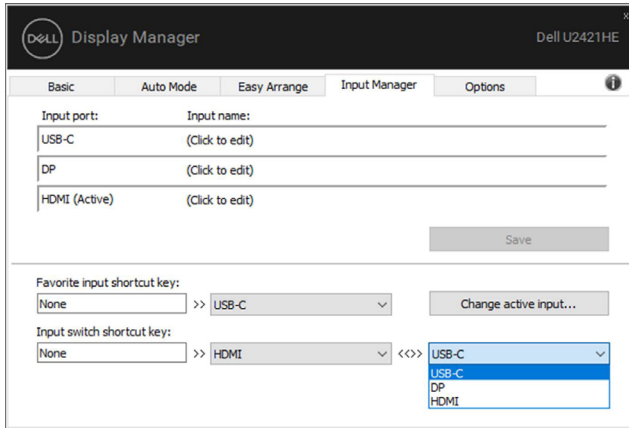 x
DELL Display Manager Dell U2421HE
Basic Auto Mode Easy Arrange Input Manager Options i
Input port: Input name:
USB-C (Click to edit)
DP (Click to edit)
HDMI (Active) (Click to edit)
Save
Favorite input shortcut key:
None >> USB-C Change active input...
Input switch shortcut key:
None >> HDMI <<>> USB-C
USB-C
DP
HDMI